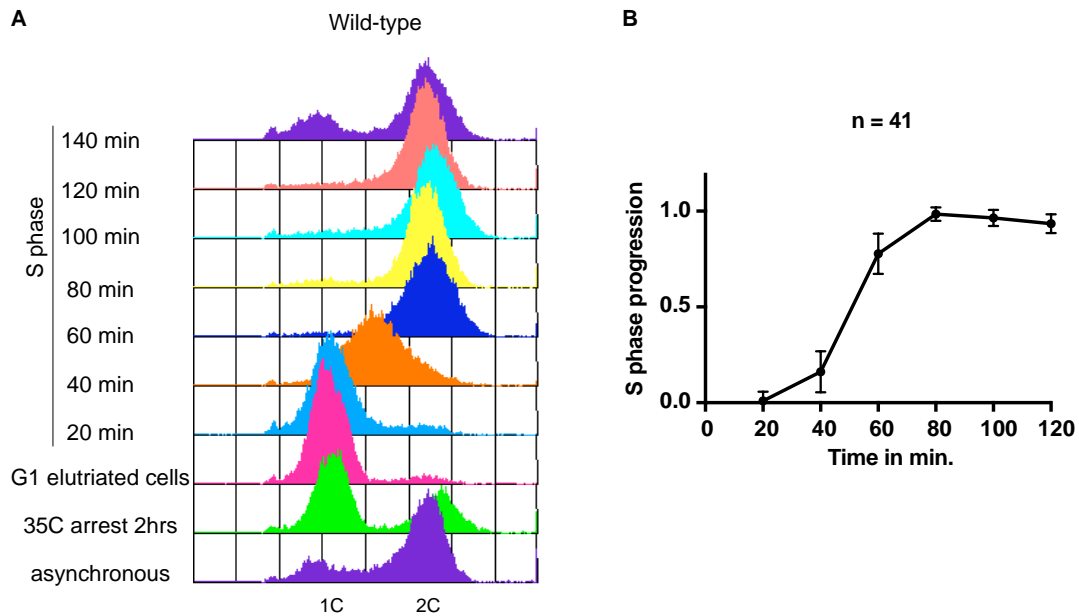 A
Wild-type
S phase
140 min
120 min
100 min
80 min
60 min
40 min
20 min
G1 elutriated cells
35C arrest 2hrs
asynchronous
1C 2C
B
n = 41
S phase progression
1.0
0.5
0.0
0 20 40 60 80 100 120
Time in min.